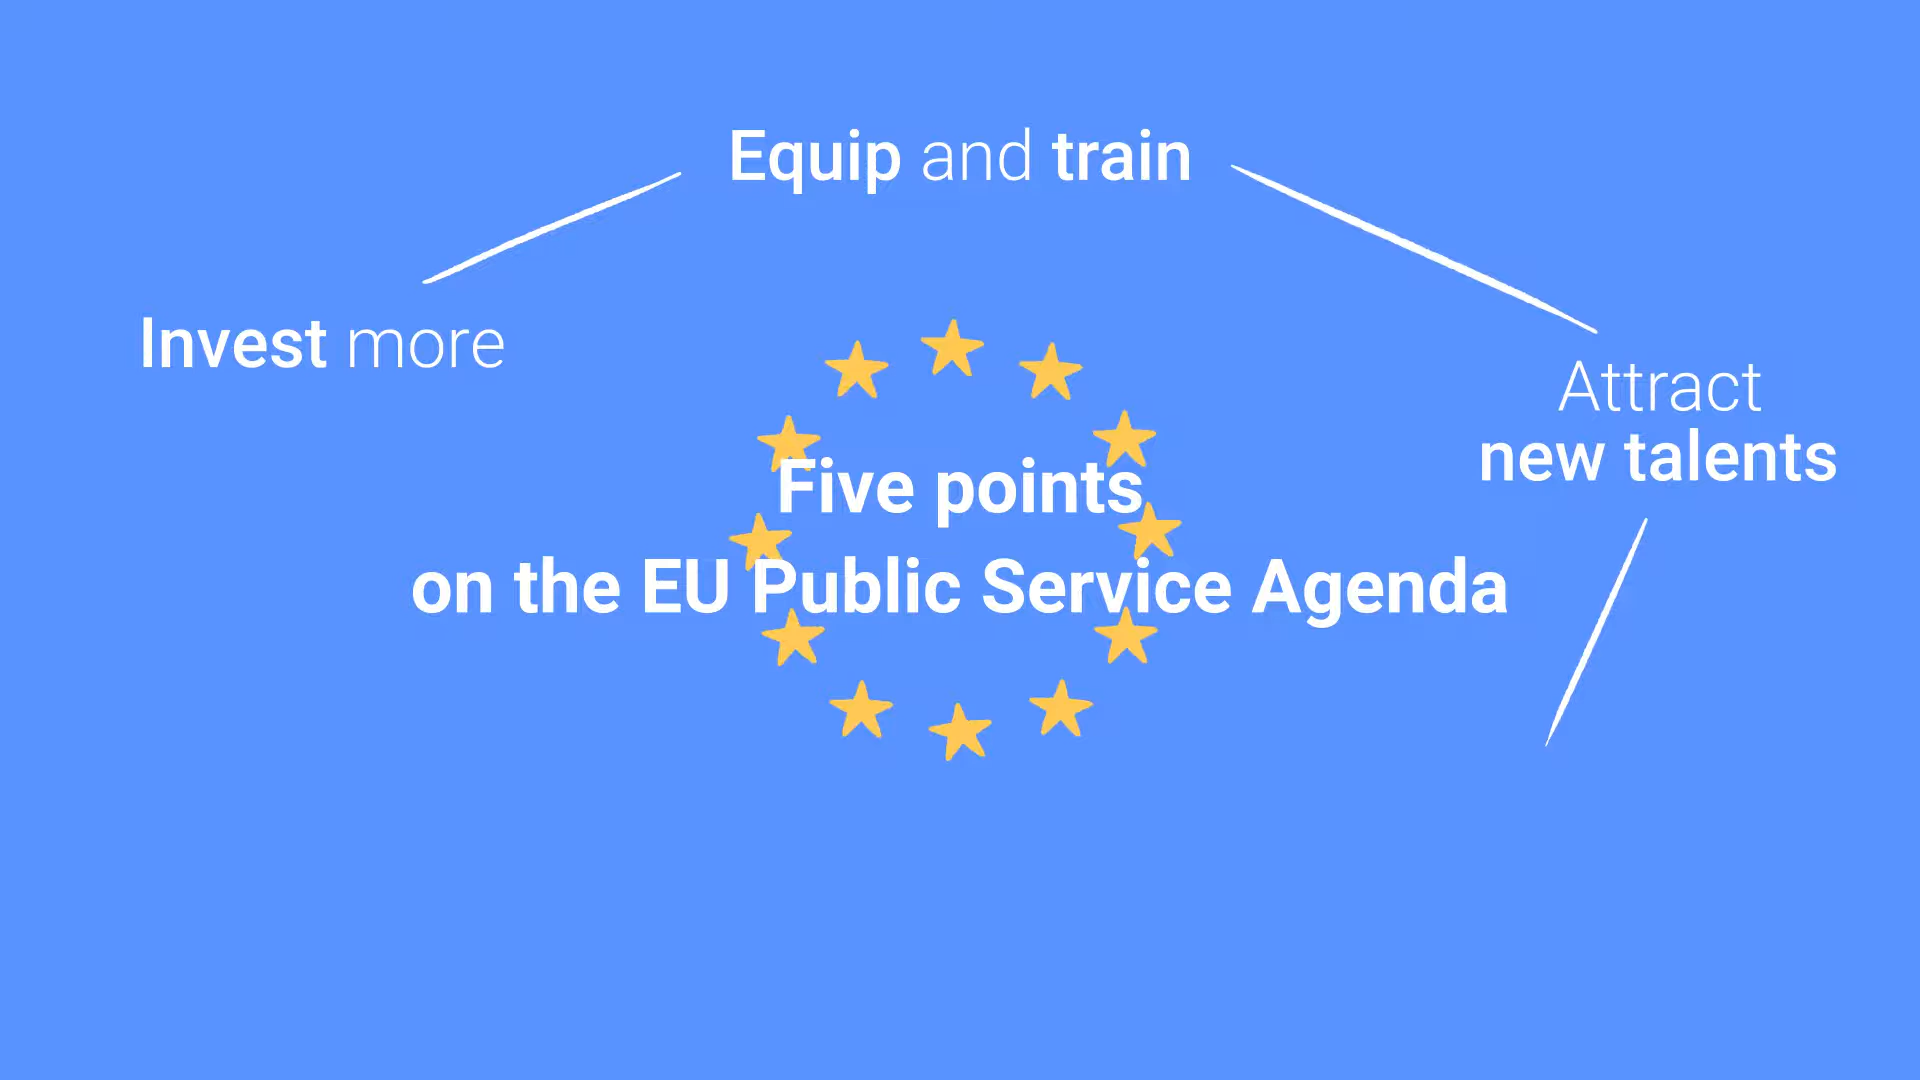 Equip and train
Invest more
Attract
new talents
Five points
on the EU Public Service Agenda